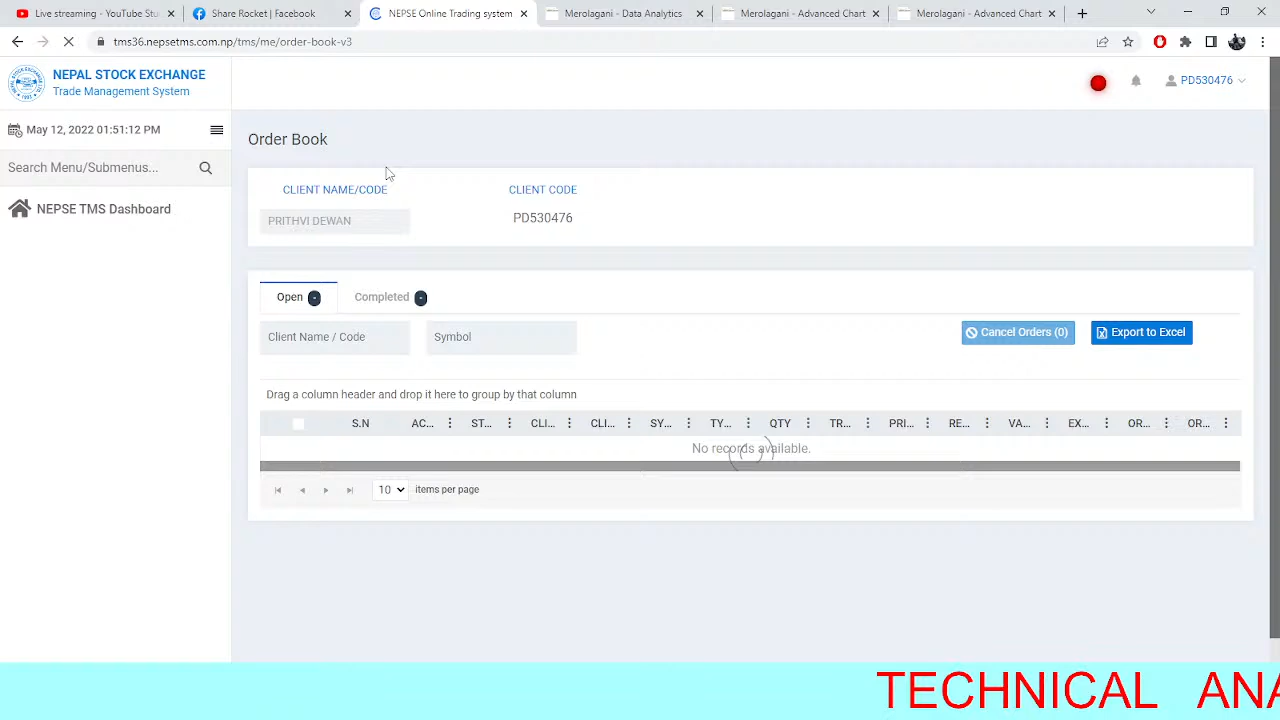 Live streaming - YouTube Stu
Share Rocket | Facebook
NEPSE Online Trading system
Merolagani - Data Analytics
Merolagani - Advanced Chart
Merolagani - Advanced Chart
tms36.nepsetms.com.np/tms/me/order-book-v3
NEPAL STOCK EXCHANGE
Trade Management System
PD530476
May 12, 2022 01:51:12 PM
Search Menu/Submenus...
NEPSE TMS Dashboard
Order Book
CLIENT NAME/CODE CLIENT CODE
PRITHVI DEWAN PD530476
Open - Completed -
Client Name / Code Symbol Cancel Orders (0) Export to Excel
Drag a column header and drop it here to group by that column
S.N AC... ST... CLI... CLI... SY... TY... QTY TR... PRI... RE... VA... EX... OR... OR...
No records available.
10 items per page
TECHNICAL ANA